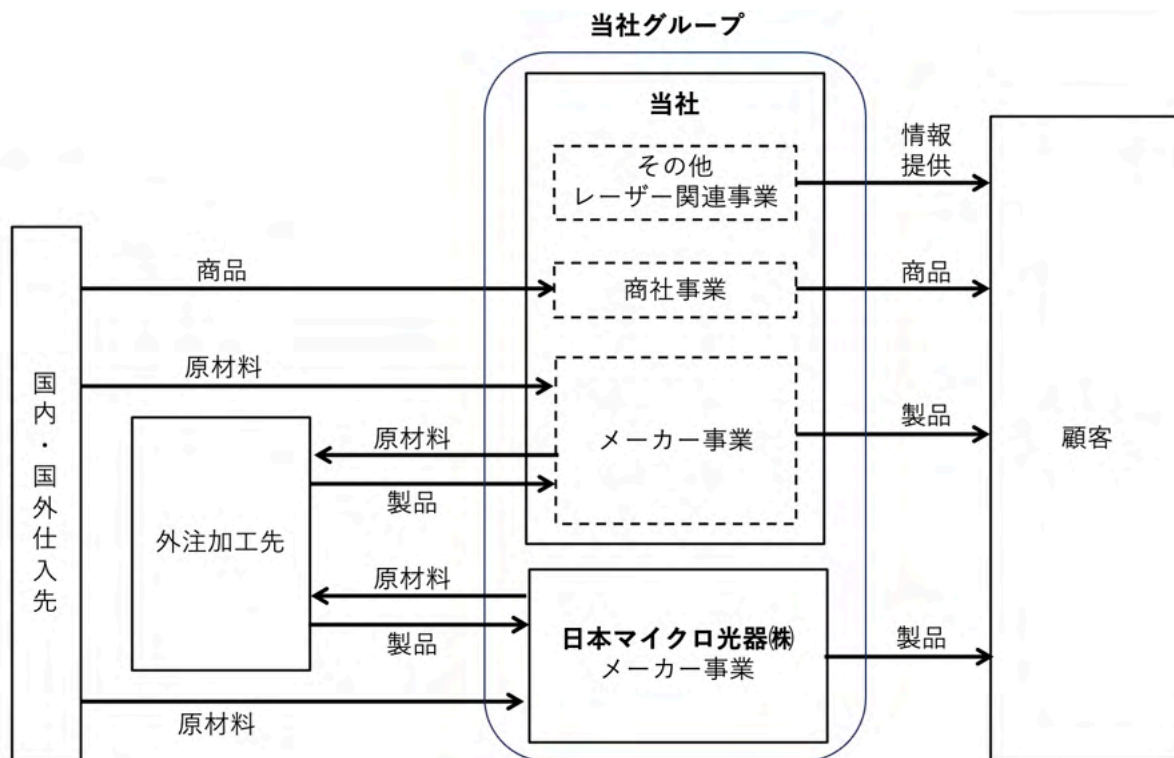 当社グループ
当社
その他
レーザー関連事業
情報
提供
商品
商社事業
商品
原材料
メーカー事業
製品
原材料
製品
国内・国外仕入先
外注加工先
顧客
原材料
製品
日本マイクロ光器㈱
メーカー事業
製品
原材料